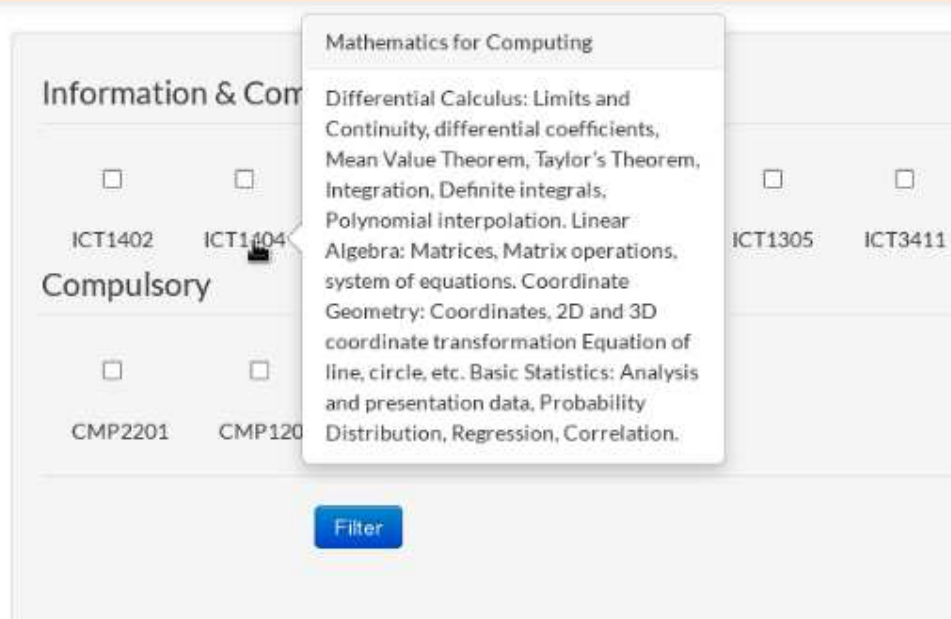 Mathematics for Computing
Information & Com
Differential Calculus: Limits and
Continuity, differential coefficients,
Mean Value Theorem, Taylor's Theorem,
Integration, Definite integrals,
Polynomial interpolation. Linear
Algebra: Matrices, Matrix operations,
system of equations. Coordinate
Geometry: Coordinates, 2D and 3D
coordinate transformation Equation of
line, circle, etc. Basic Statistics: Analysis
and presentation data, Probability
Distribution, Regression, Correlation.
ICT1402 ICT1404 ICT1305 ICT3411
Compulsory
CMP2201 CMP120
Filter